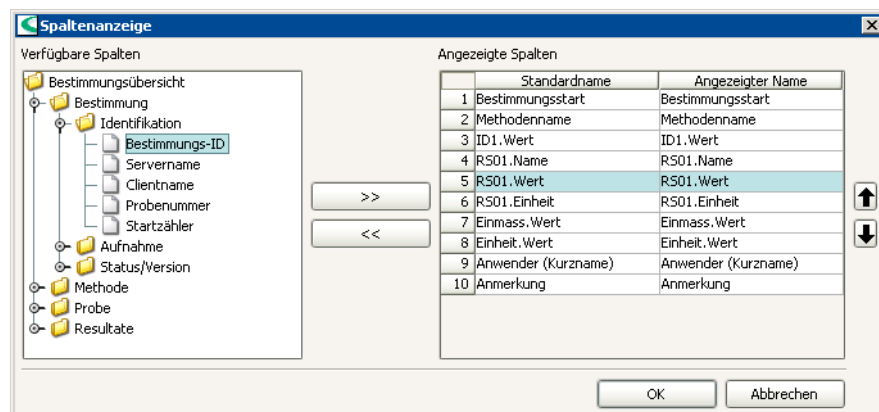 Spaltenanzeige
Verfügbare Spalten
Bestimmungsübersicht
Bestimmung
Identifikation
Bestimmungs-ID
Servername
Clientname
Probenummer
Startzähler
Aufnahme
Status/Version
Methode
Probe
Resultate
>>
<<
Angezeigte Spalten
Standardname Angezeigter Name
1 Bestimmungsstart Bestimmungsstart
2 Methodenname Methodenname
3 ID1.Wert ID1.Wert
4 RS01.Name RS01.Name
5 RS01.Wert RS01.Wert
6 RS01.Einheit RS01.Einheit
7 Einmass.Wert Einmass.Wert
8 Einheit.Wert Einheit.Wert
9 Anwender (Kurzname) Anwender (Kurzname)
10 Anmerkung Anmerkung
OK Abbrechen